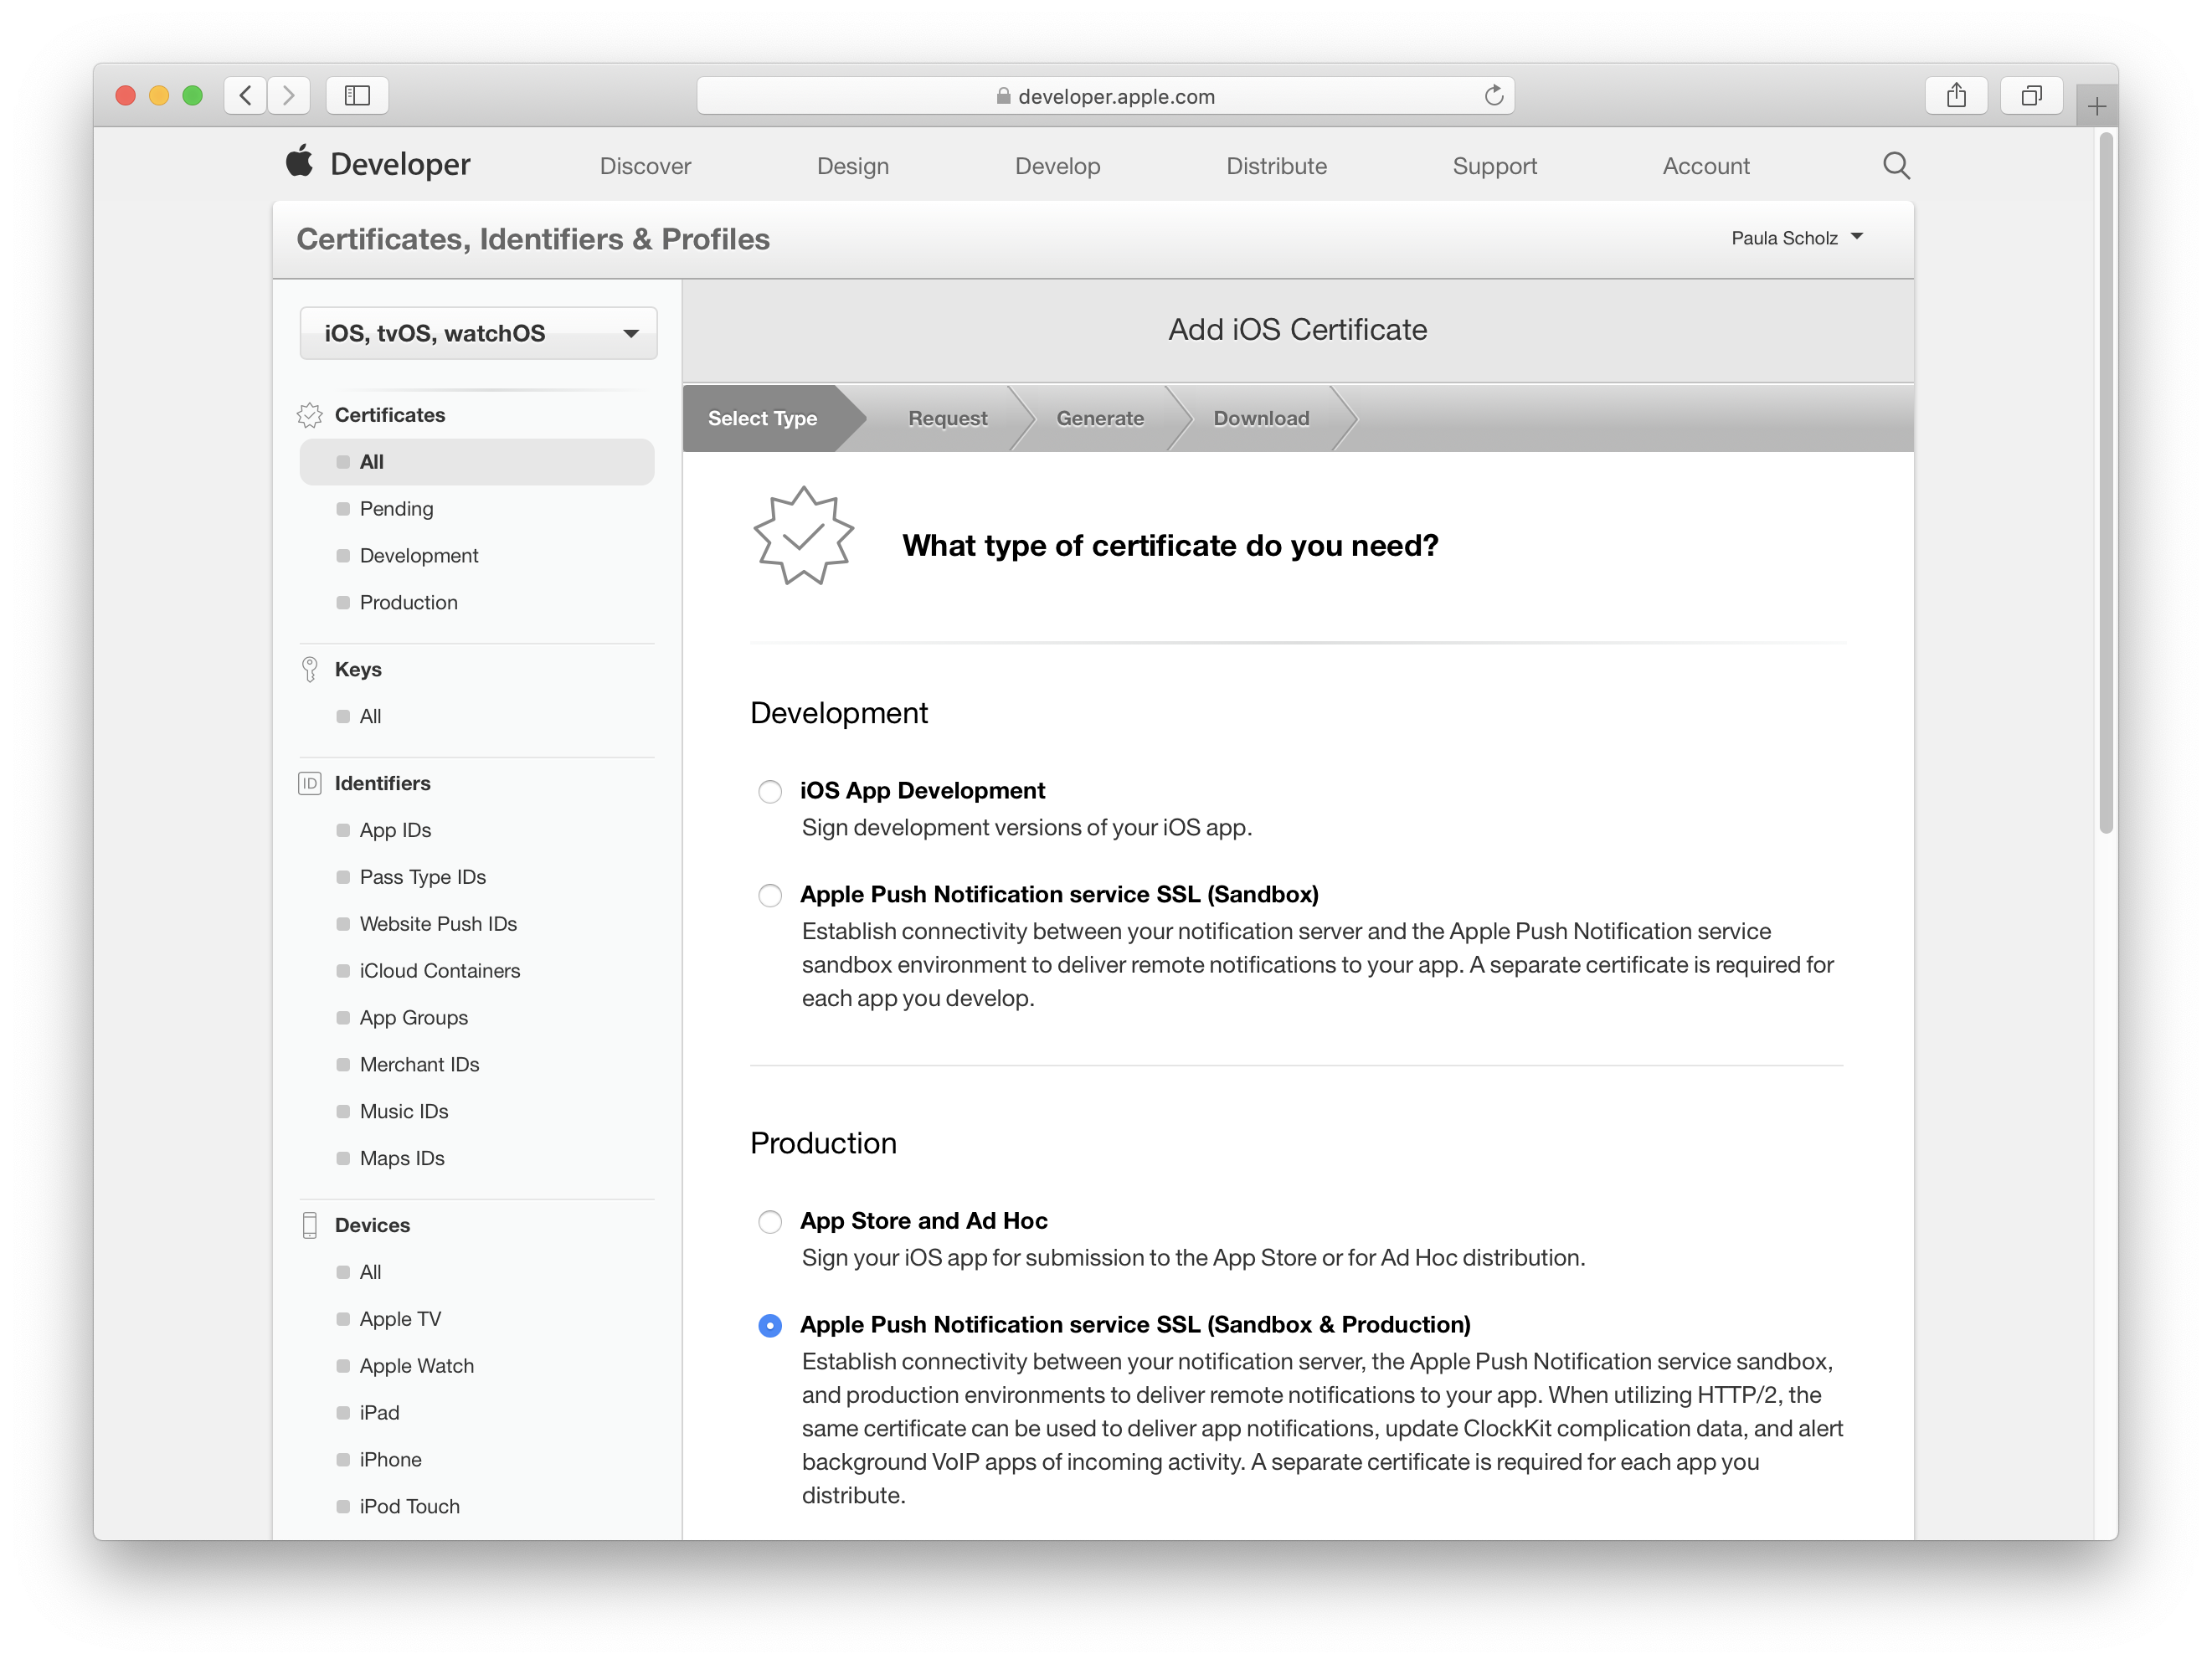 developer.apple.com
Developer
Discover
Design
Develop
Distribute
Support
Account
Certificates, Identifiers & Profiles
Paula Scholz
iOS, tvOS, watchOS
Certificates
All
Pending
Development
Production
Keys
All
ID
Identifiers
App IDs
Pass Type IDs
Website Push IDs
iCloud Containers
App Groups
Merchant IDs
Music IDs
Maps IDs
Devices
All
Apple TV
Apple Watch
iPad
iPhone
iPod Touch
Add iOS Certificate
Select Type
Request
Generate
Download
What type of certificate do you need?
Development
iOS App Development
Sign development versions of your iOS app.
Apple Push Notification service SSL (Sandbox)
Establish connectivity between your notification server and the Apple Push Notification service
sandbox environment to deliver remote notifications to your app. A separate certificate is required for
each app you develop.
Production
App Store and Ad Hoc
Sign your iOS app for submission to the App Store or for Ad Hoc distribution.
Apple Push Notification service SSL (Sandbox & Production)
Establish connectivity between your notification server, the Apple Push Notification service sandbox,
and production environments to deliver remote notifications to your app. When utilizing HTTP/2, the
same certificate can be used to deliver app notifications, update ClockKit complication data, and alert
background VoIP apps of incoming activity. A separate certificate is required for each app you
distribute.